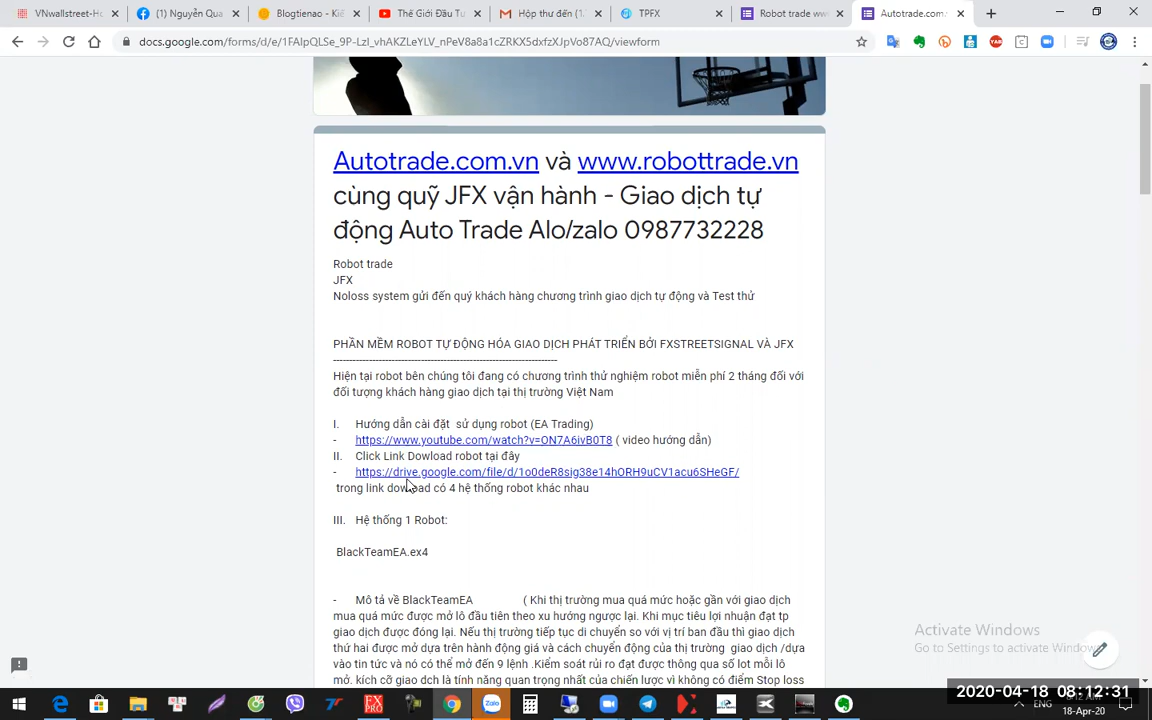 VNwallstreet-Ho
(1) Nguyễn Qua
Blogtienao - Kiế
Thế Giới Đầu Tư
Hộp thư đến (1
TPFX
Robot trade ww
Autotrade.com.
docs.google.com/forms/d/e/1FAIpQLSe_9P-LzI_vhAKZLeYLV_nPeV8a8a1cZRKX5dxfzXJpVo87AQ/viewform
Autotrade.com.vn và www.robottrade.vn
cùng quỹ JFX vận hành - Giao dịch tự
động Auto Trade Alo/zalo 0987732228
Robot trade
JFX
Noloss system gửi đến quý khách hàng chương trình giao dịch tự động và Test thử
PHẦN MỀM ROBOT TỰ ĐỘNG HÓA GIAO DỊCH PHÁT TRIỂN BỞI FXSTREETSIGNAL VÀ JFX
--------------------------------------------------------------------------
Hiện tại robot bên chúng tôi đang có chương trình thử nghiệm robot miễn phí 2 tháng đối với
đối tượng khách hàng giao dịch tại thị trường Việt Nam
I. Hướng dẫn cài đặt sử dụng robot (EA Trading)
- https://www.youtube.com/watch?v=ON7A6ivB0T8 ( video hướng dẫn)
II. Click Link Dowload robot tại đây
- https://drive.google.com/file/d/1o0deR8sig38e14hORH9uCV1acu6SHeGF/
trong link dowload có 4 hệ thống robot khác nhau
III. Hệ thống 1 Robot:
BlackTeamEA.ex4
- Mô tả về BlackTeamEA ( Khi thị trường mua quá mức hoặc gần với giao dịch
mua quá mức được mở lô đầu tiên theo xu hướng ngược lại. Khi mục tiêu lợi nhuận đạt tp
giao dịch được đóng lại. Nếu thị trường tiếp tục di chuyển so với vị trí ban đầu thì giao dịch
thứ hai được mở dựa trên hành động giá và cách chuyển động của thị trường giao dịch /dựa
vào tin tức và nó có thể mở đến 9 lệnh .Kiểm soát rủi ro đạt được thông qua số lot mỗi lô
mở. kích cỡ giao dch là tính năng quan trọng nhất của chiến lược vì không có điểm Stop loss
Activate Windows
Go to Settings to activate Windows
2020-04-18 08:12:31
ENG
18-Apr-20